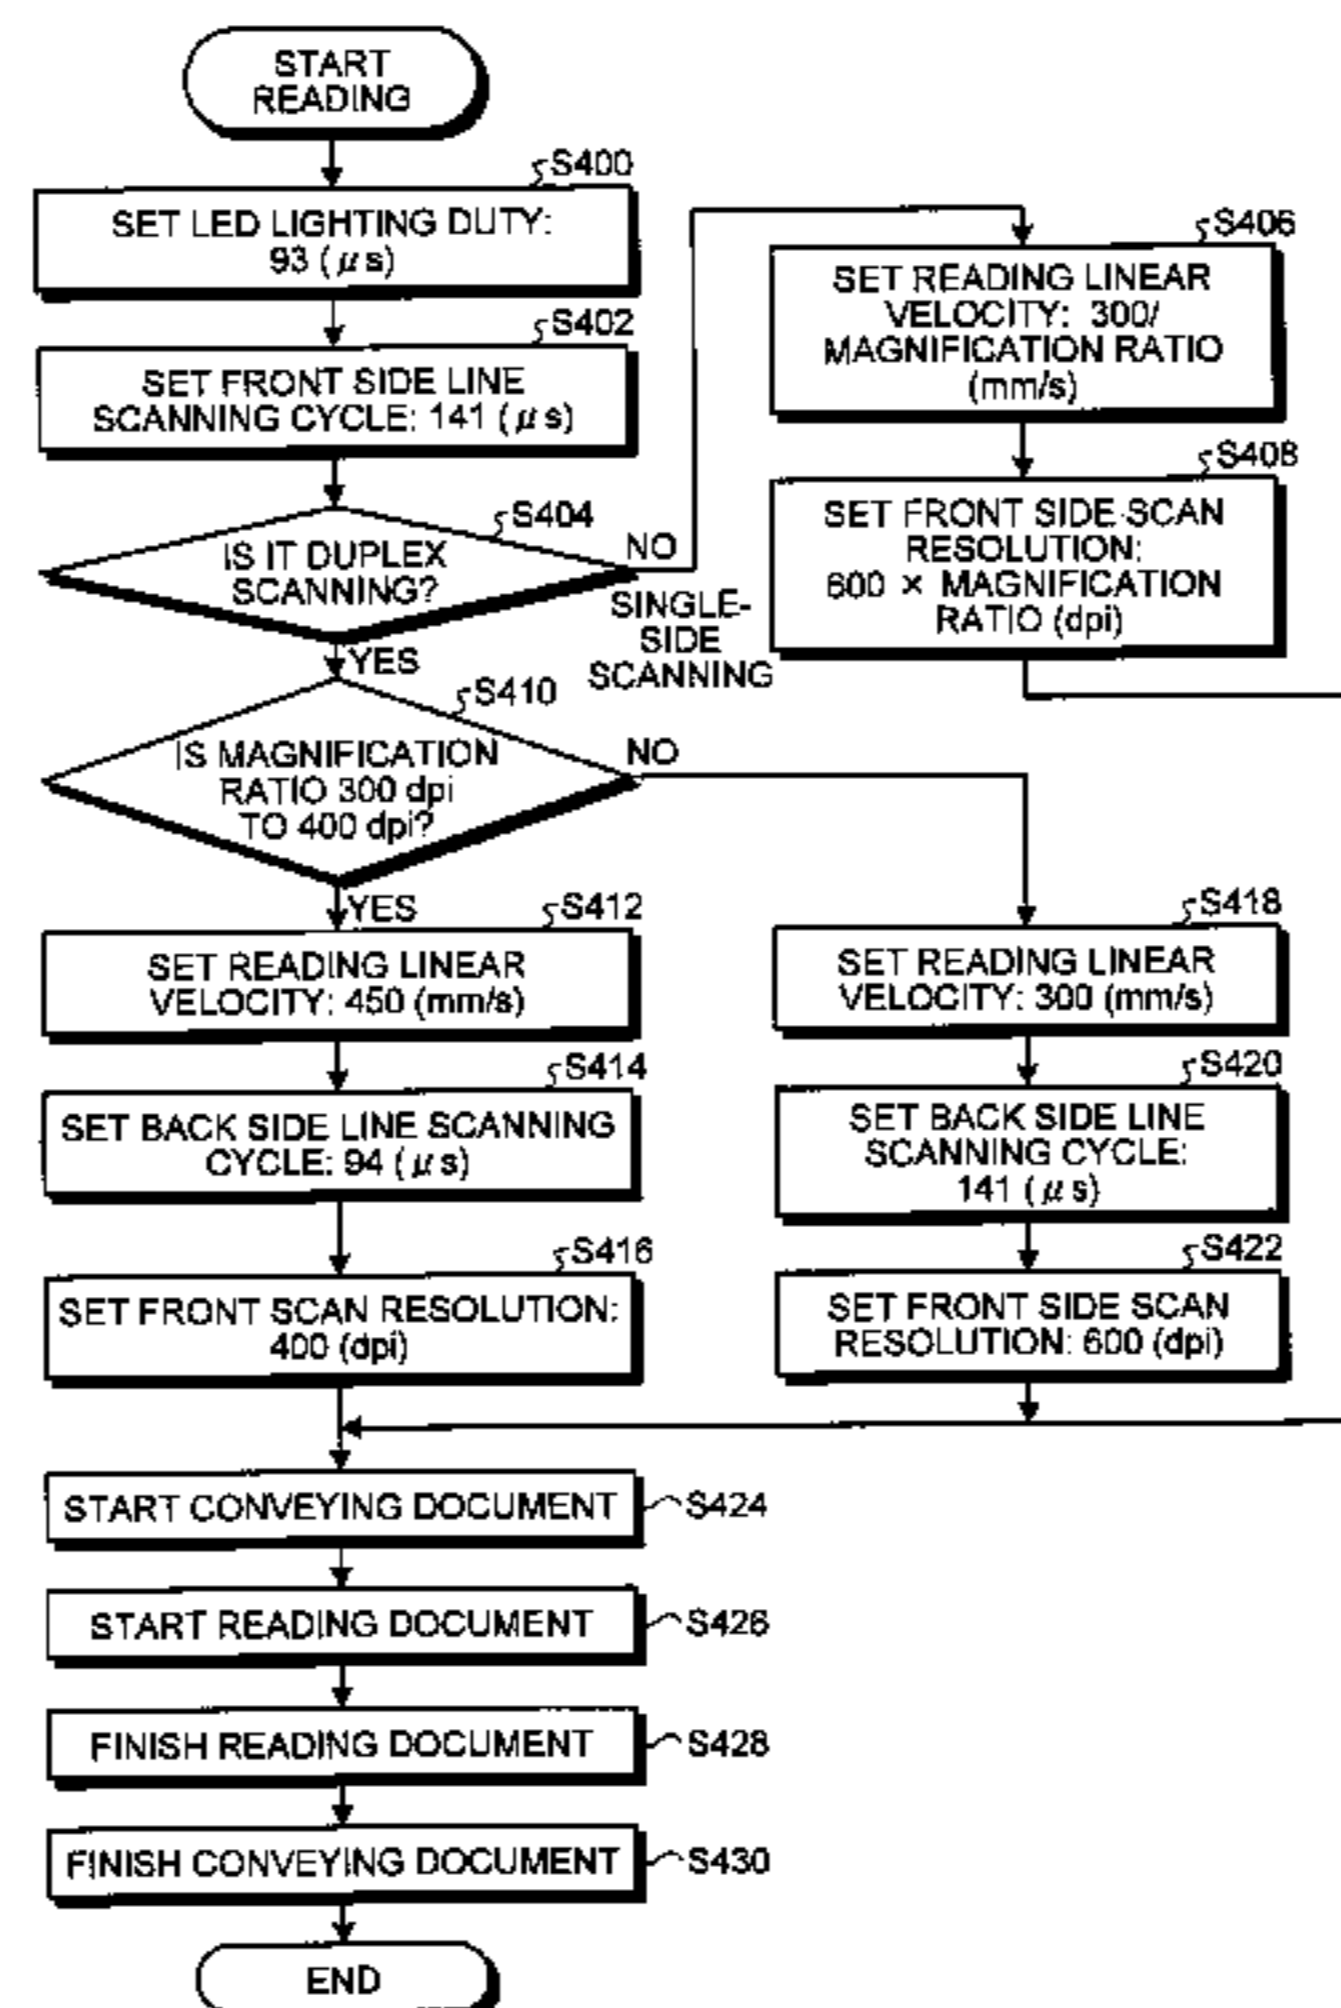 START
READING
S400
SET LED LIGHTING DUTY:
93 (μs)
S402
SET FRONT SIDE LINE
SCANNING CYCLE: 141 (μs)
S404
IS IT DUPLEX
SCANNING?
NO
SINGLE-
SIDE
SCANNING
YES
S406
SET READING LINEAR
VELOCITY: 300/
MAGNIFICATION RATIO
(mm/s)
S408
SET FRONT SIDE SCAN
RESOLUTION:
600 × MAGNIFICATION
RATIO (dpi)
S410
IS MAGNIFICATION
RATIO 300 dpi
TO 400 dpi?
NO
YES
S412
SET READING LINEAR
VELOCITY: 450 (mm/s)
S414
SET BACK SIDE LINE SCANNING
CYCLE: 94 (μs)
S416
SET FRONT SCAN RESOLUTION:
400 (dpi)
S418
SET READING LINEAR
VELOCITY: 300 (mm/s)
S420
SET BACK SIDE LINE
SCANNING CYCLE:
141 (μs)
S422
SET FRONT SIDE SCAN
RESOLUTION: 600 (dpi)
START CONVEYING DOCUMENT
S424
START READING DOCUMENT
S426
FINISH READING DOCUMENT
S428
FINISH CONVEYING DOCUMENT
S430
END